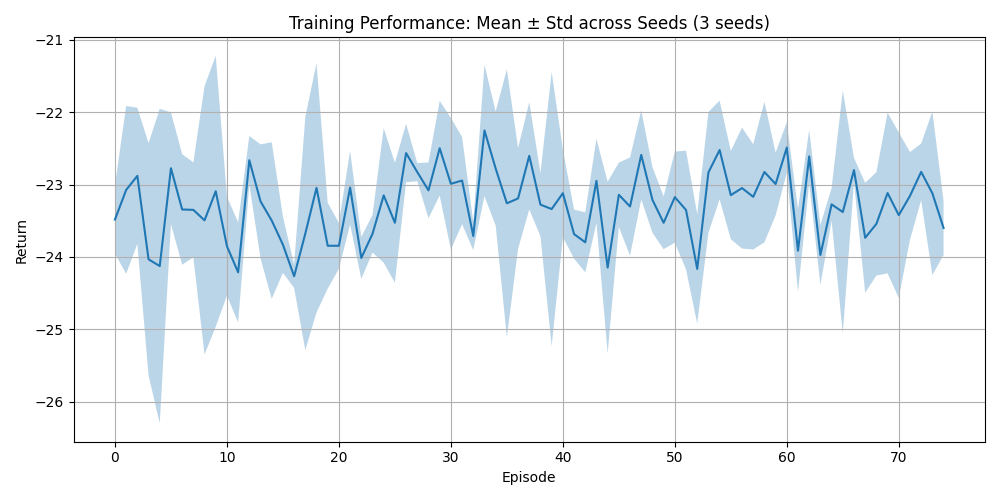 Training Performance: Mean ± Std across Seeds (3 seeds)
Return
−21
−22
−23
−24
−25
−26
0 10 20 30 40 50 60 70
Episode